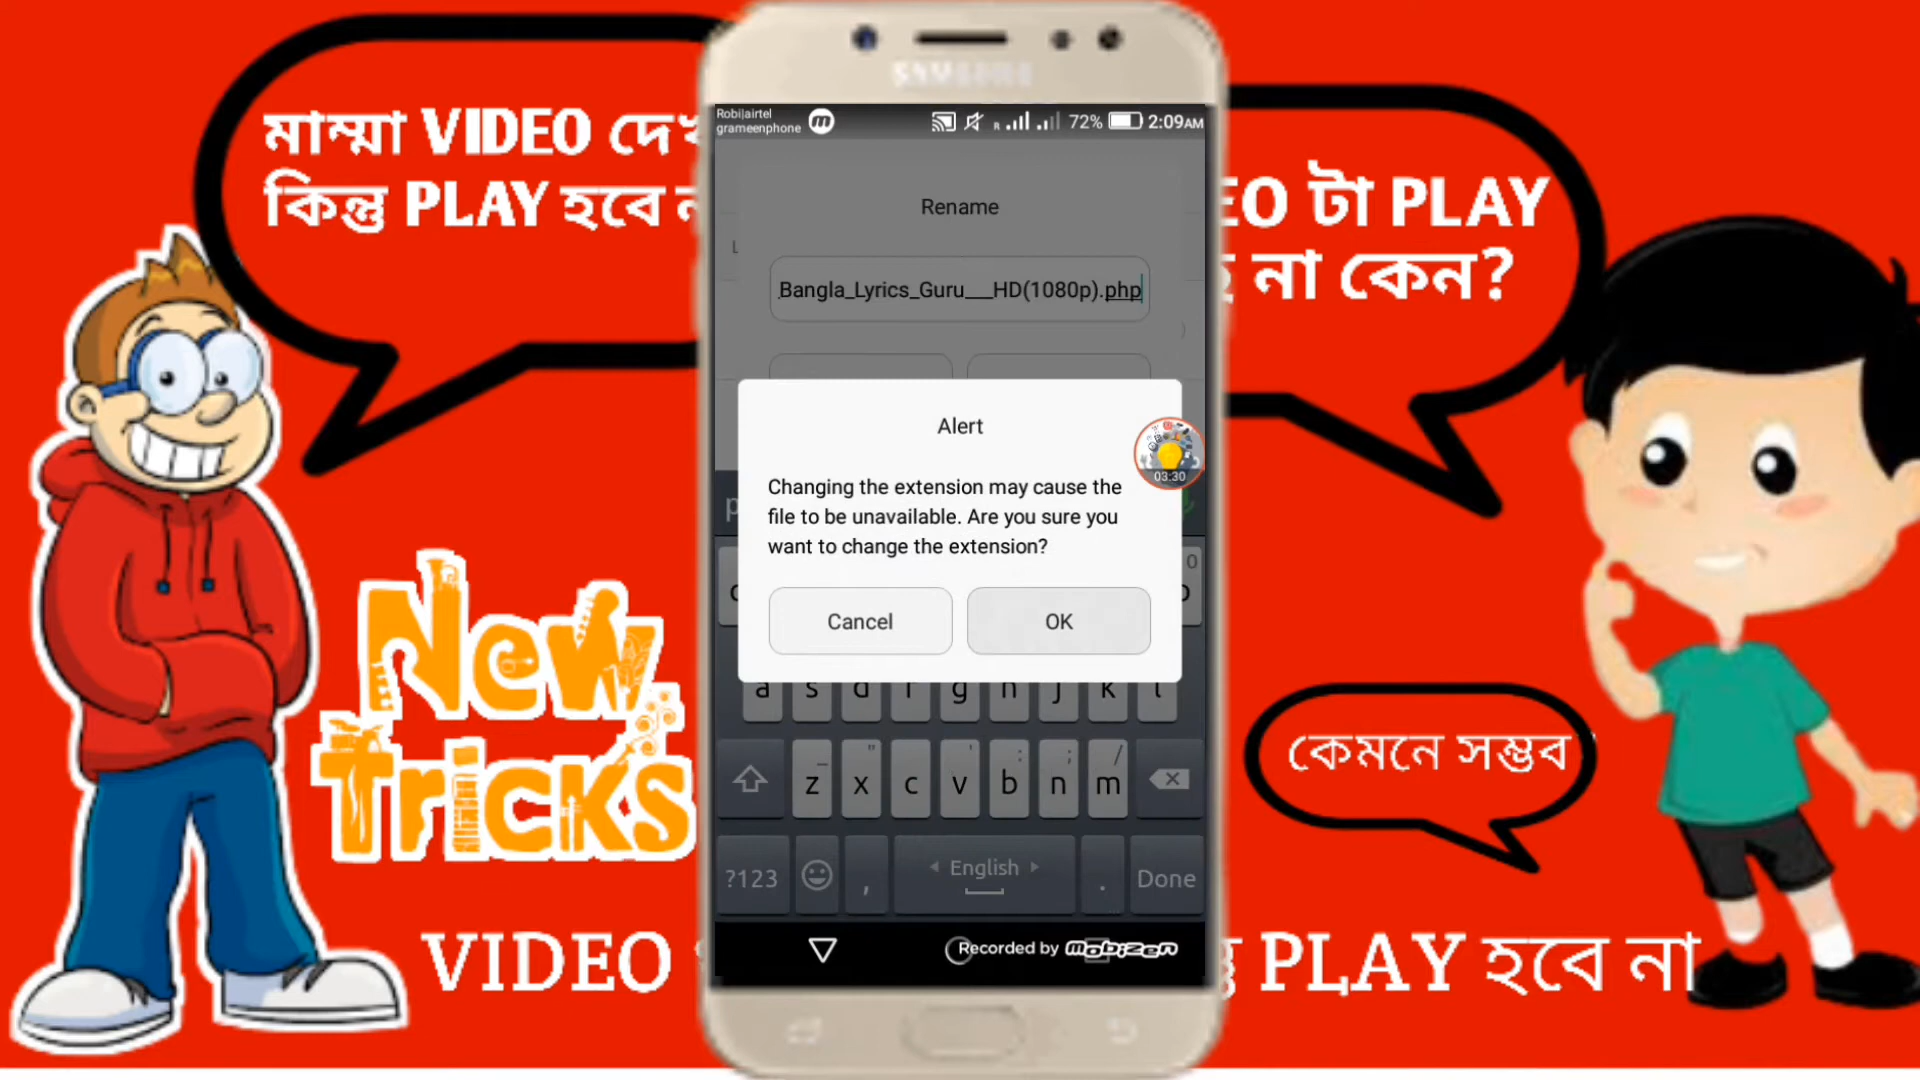 মাম্মা VIDEO দেখ
কিন্তু PLAY হবে ন
EO টা PLAY
না কেন?
New
Tricks
কেমনে সম্ভব
VIDEO
PLAY হবে না
SAMSUNG
Robi|airtel
grameenphone
R
72%
2:09AM
Rename
Bangla_Lyrics_Guru___HD(1080p).php
Alert
03:30
Changing the extension may cause the
file to be unavailable. Are you sure you
want to change the extension?
Cancel
OK
a s d f g h j k l
z x c v b n m
?123 , English . Done
Recorded by mobizen